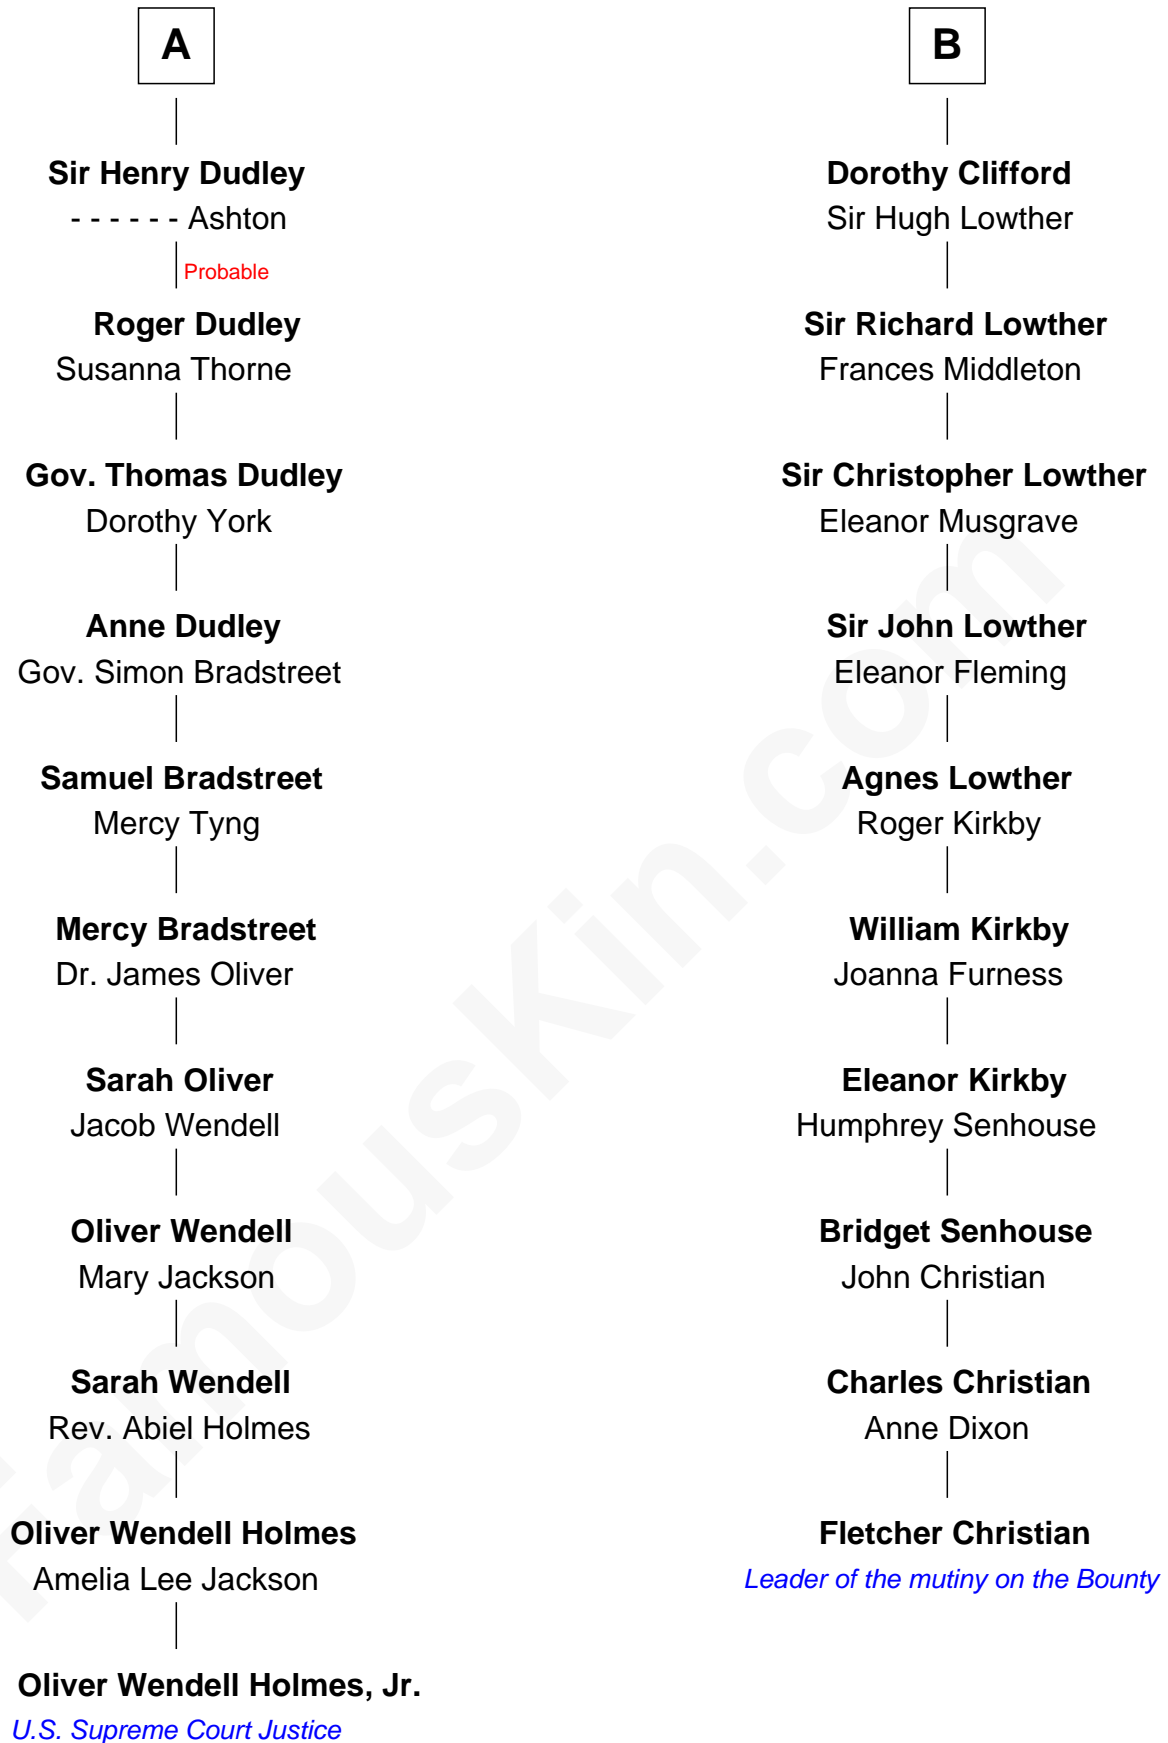 A
Sir Henry Dudley
- - - - - - Ashton
Probable
Roger Dudley
Susanna Thorne
Gov. Thomas Dudley
Dorothy York
Anne Dudley
Gov. Simon Bradstreet
Samuel Bradstreet
Mercy Tyng
Mercy Bradstreet
Dr. James Oliver
Sarah Oliver
Jacob Wendell
Oliver Wendell
Mary Jackson
Sarah Wendell
Rev. Abiel Holmes
Oliver Wendell Holmes
Amelia Lee Jackson
Oliver Wendell Holmes, Jr.
U.S. Supreme Court Justice
B
Dorothy Clifford
Sir Hugh Lowther
Sir Richard Lowther
Frances Middleton
Sir Christopher Lowther
Eleanor Musgrave
Sir John Lowther
Eleanor Fleming
Agnes Lowther
Roger Kirkby
William Kirkby
Joanna Furness
Eleanor Kirkby
Humphrey Senhouse
Bridget Senhouse
John Christian
Charles Christian
Anne Dixon
Fletcher Christian
Leader of the mutiny on the Bounty
FamousKin.com